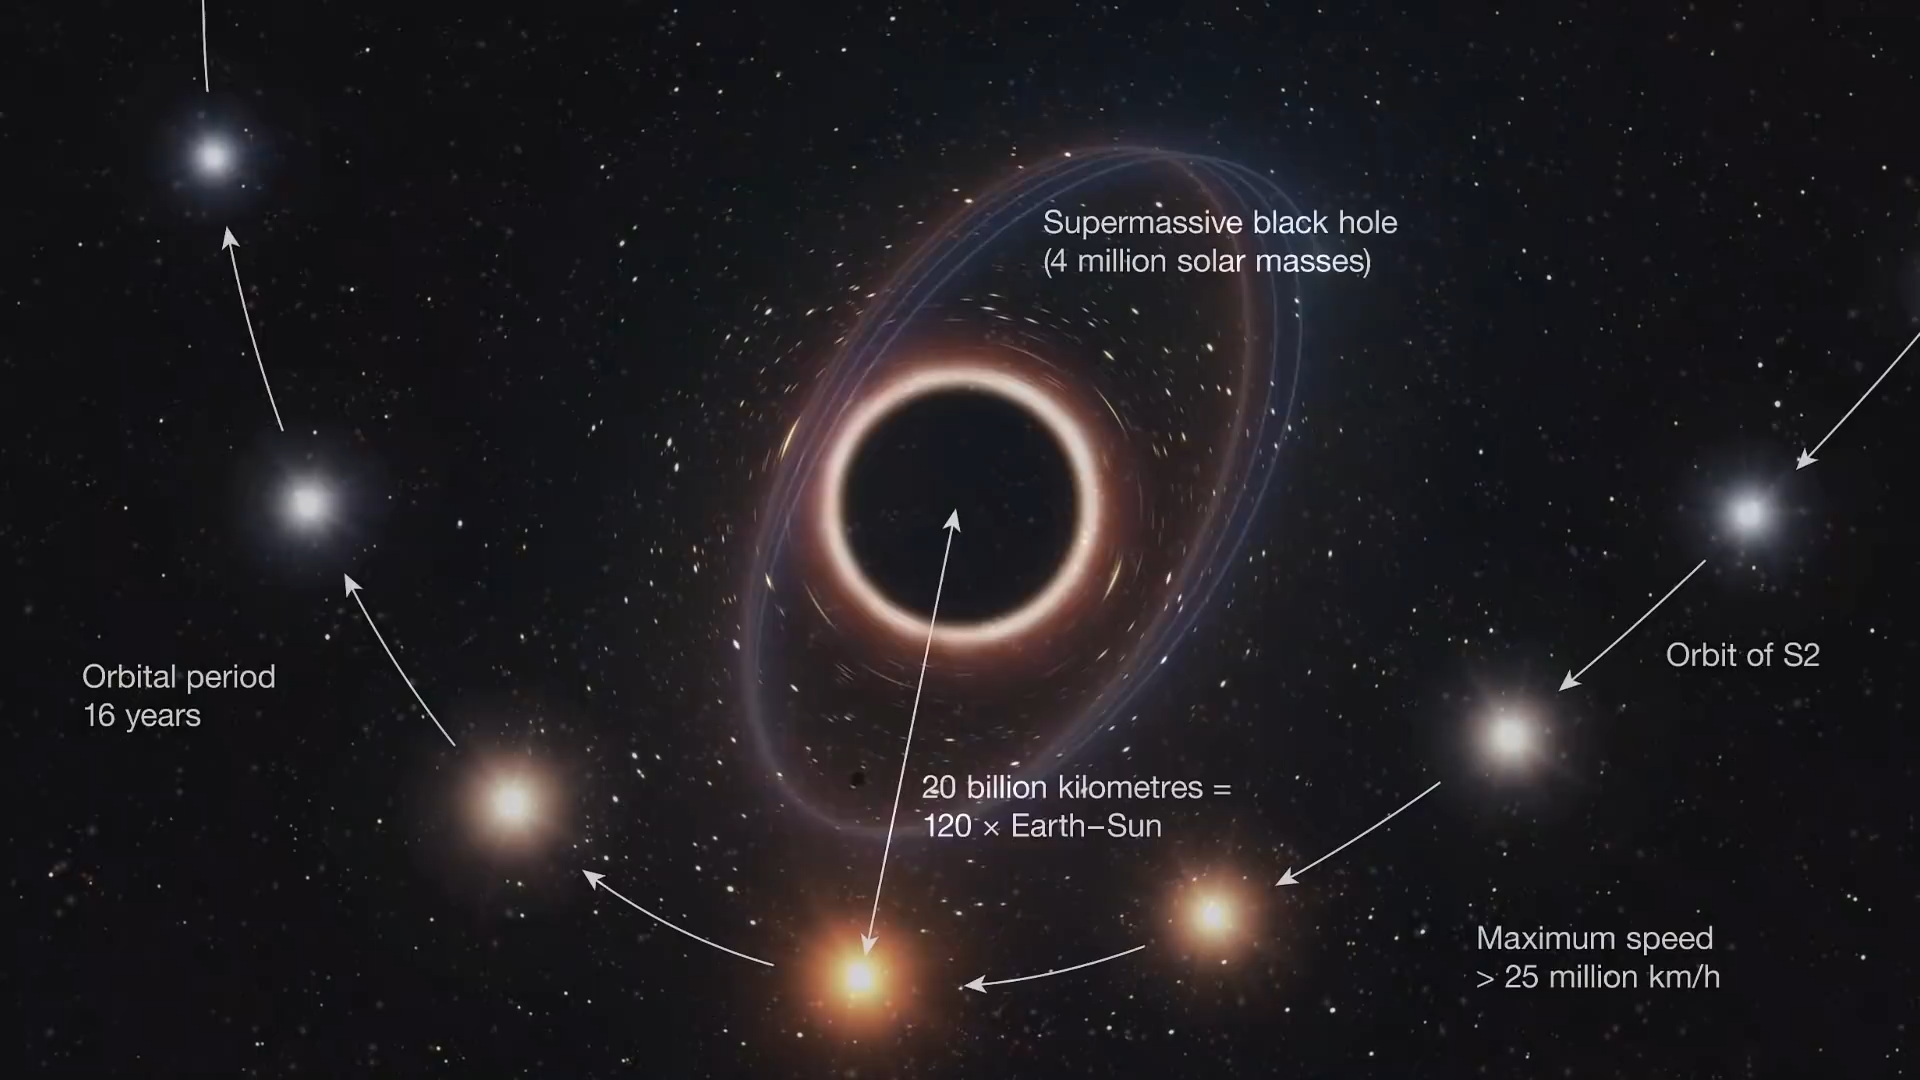 Supermassive black hole
(4 million solar masses)
Orbit of S2
Orbital period
16 years
20 billion kilometres =
120 × Earth–Sun
Maximum speed
> 25 million km/h